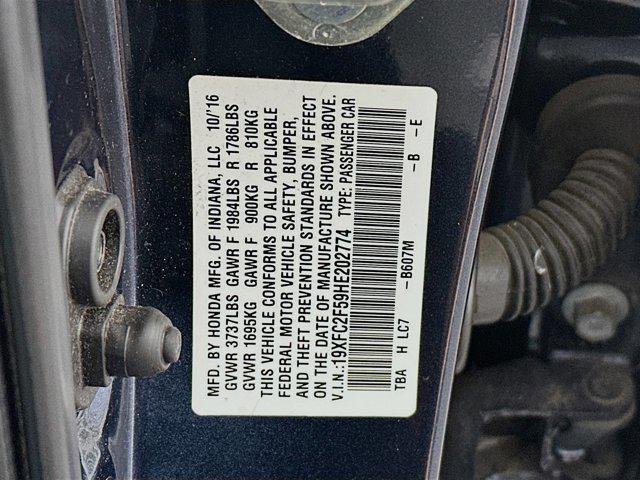 MFD. BY HONDA MFG. OF INDIANA, LLC 10/'16
GVWR 3737LBS GAWR F 1984LBS R 1786LBS
GVWR 1695KG GAWR F 900KG R 810KG
THIS VEHICLE CONFORMS TO ALL APPLICABLE
FEDERAL MOTOR VEHICLE SAFETY, BUMPER,
AND THEFT PREVENTION STANDARDS IN EFFECT
ON THE DATE OF MANUFACTURE SHOWN ABOVE.
V.I.N.:19XFC2F59HE202774 TYPE: PASSENGER CAR
TBA H LC7 -B607M -B -E